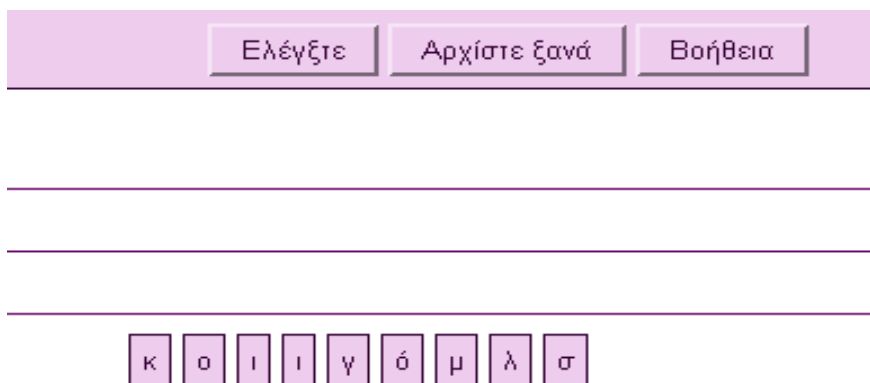 Ελέγξτε Αρχίστε ξανά Βοήθεια
κ ο ι ι γ ό μ λ σ